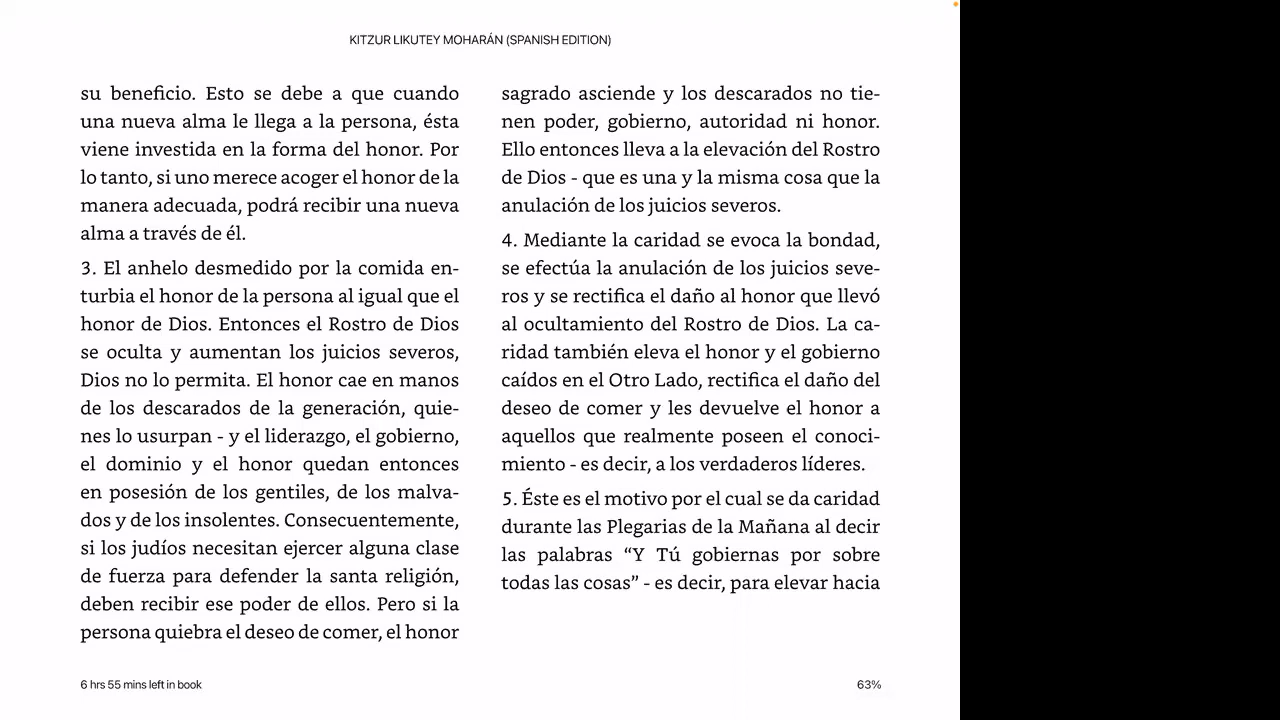 KITZUR LIKUTEY MOHARÁN (SPANISH EDITION)
su beneficio. Esto se debe a que cuando
una nueva alma le llega a la persona, ésta
viene investida en la forma del honor. Por
lo tanto, si uno merece acoger el honor de la
manera adecuada, podrá recibir una nueva
alma a través de él.
3. El anhelo desmedido por la comida en-
turbia el honor de la persona al igual que el
honor de Dios. Entonces el Rostro de Dios
se oculta y aumentan los juicios severos,
Dios no lo permita. El honor cae en manos
de los descarados de la generación, quie-
nes lo usurpan - y el liderazgo, el gobierno,
el dominio y el honor quedan entonces
en posesión de los gentiles, de los malva-
dos y de los insolentes. Consecuentemente,
si los judíos necesitan ejercer alguna clase
de fuerza para defender la santa religión,
deben recibir ese poder de ellos. Pero si la
persona quiebra el deseo de comer, el honor
sagrado asciende y los descarados no tie-
nen poder, gobierno, autoridad ni honor.
Ello entonces lleva a la elevación del Rostro
de Dios - que es una y la misma cosa que la
anulación de los juicios severos.
4. Mediante la caridad se evoca la bondad,
se efectúa la anulación de los juicios seve-
ros y se rectifica el daño al honor que llevó
al ocultamiento del Rostro de Dios. La ca-
ridad también eleva el honor y el gobierno
caídos en el Otro Lado, rectifica el daño del
deseo de comer y les devuelve el honor a
aquellos que realmente poseen el conoci-
miento - es decir, a los verdaderos líderes.
5. Éste es el motivo por el cual se da caridad
durante las Plegarias de la Mañana al decir
las palabras “Y Tú gobiernas por sobre
todas las cosas” - es decir, para elevar hacia
6 hrs 55 mins left in book
63%